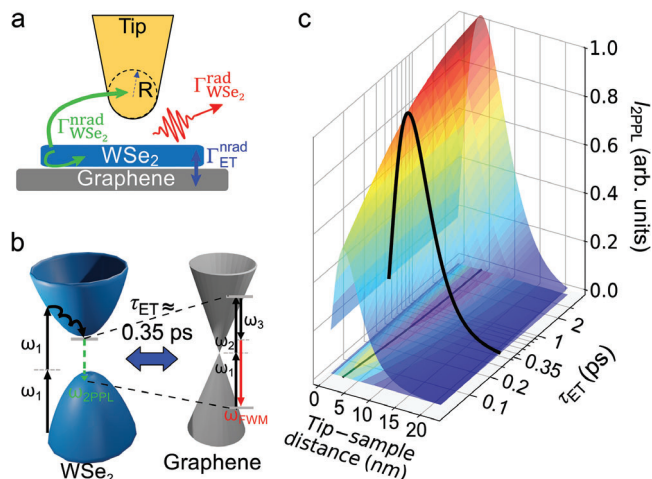 a
Tip
R
Γ^rad_WSe₂
Γ^nrad_WSe₂
Γ^nrad_ET
WSe₂
Graphene
b
τ_ET ≈
0.35 ps
ω₁
ω₁
ω_2PPL
ω₃
ω₂
ω₁
ω_FWM
WSe₂
Graphene
c
1.0
0.8
0.6
0.4
0.2
0.0
I_2PPL (arb. units)
2
1
0.35
0.2
0.1
τ_ET (ps)
0
5
10
15
20
Tip−sample
distance (nm)